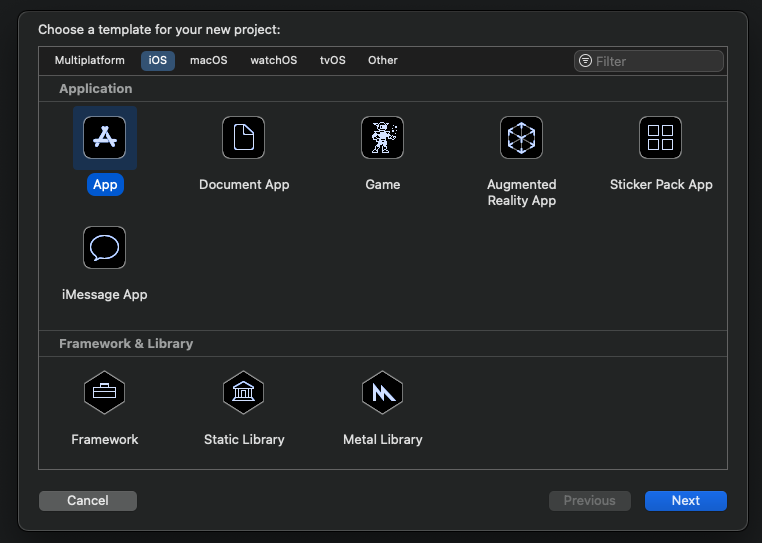 Choose a template for your new project:
Multiplatform iOS macOS watchOS tvOS Other Filter
Application
App Document App Game Augmented Reality App Sticker Pack App
iMessage App
Framework & Library
Framework Static Library Metal Library
Cancel Previous Next